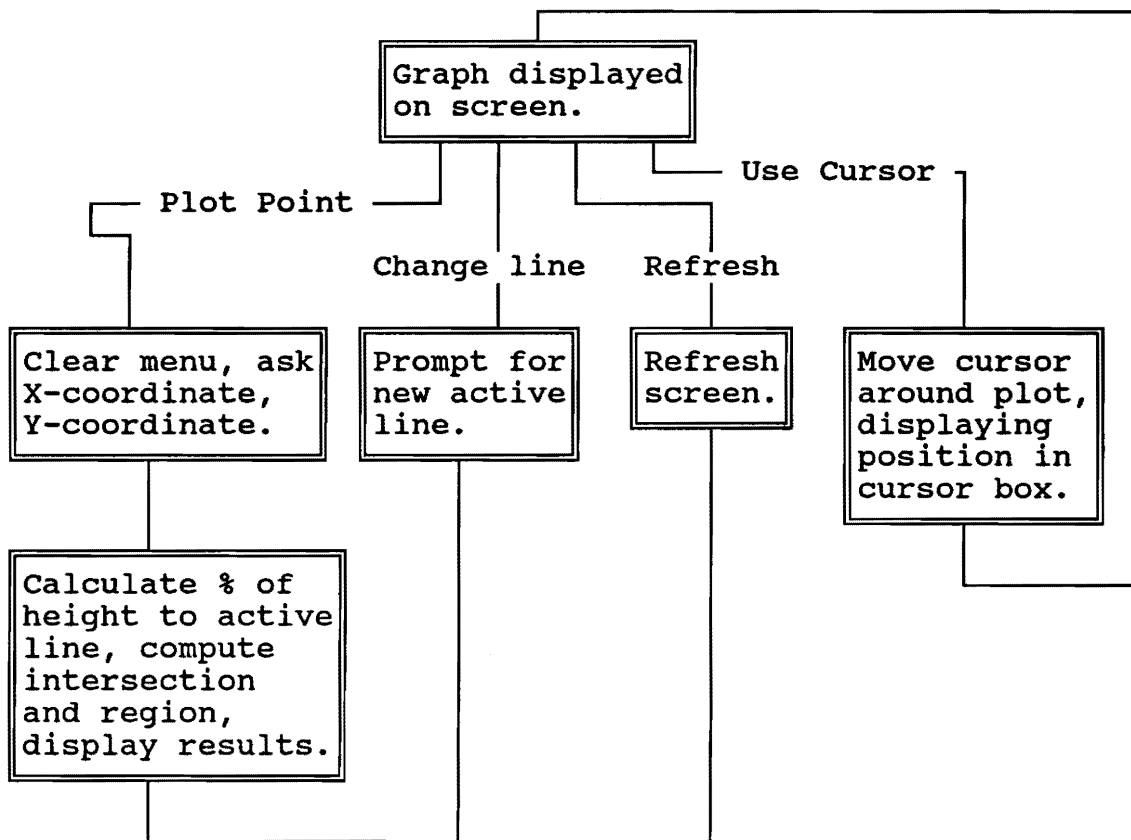 Graph displayed
on screen.
Use Cursor
Plot Point
Change line
Refresh
Clear menu, ask
X-coordinate,
Y-coordinate.
Prompt for
new active
line.
Refresh
screen.
Move cursor
around plot,
displaying
position in
cursor box.
Calculate % of
height to active
line, compute
intersection
and region,
display results.